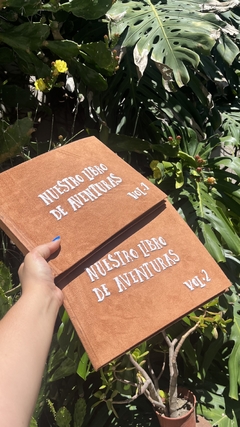 NUESTRO LIBRO
DE AVENTURAS
VOL.1
NUESTRO LIBRO
DE AVENTURAS
VOL.2